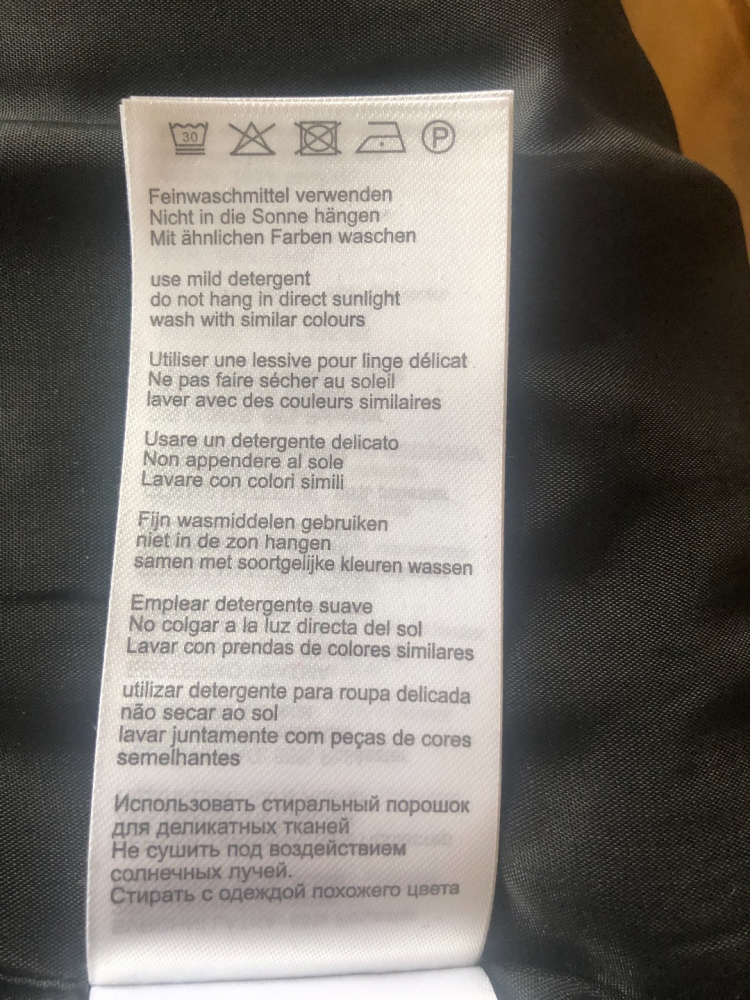 30
P
Feinwaschmittel verwenden
Nicht in die Sonne hängen
Mit ähnlichen Farben waschen
use mild detergent
do not hang in direct sunlight
wash with similar colours
Utiliser une lessive pour linge délicat
Ne pas faire sécher au soleil
laver avec des couleurs similaires
Usare un detergente delicato
Non appendere al sole
Lavare con colori simili
Fijn wasmiddelen gebruiken
niet in de zon hangen
samen met soortgelijke kleuren wassen
Emplear detergente suave
No colgar a la luz directa del sol
Lavar con prendas de colores similares
utilizar detergente para roupa delicada
não secar ao sol
lavar juntamente com peças de cores
semelhantes
Использовать стиральный порошок
для деликатных тканей
Не сушить под воздействием
солнечных лучей.
Стирать с одеждой похожего цвета